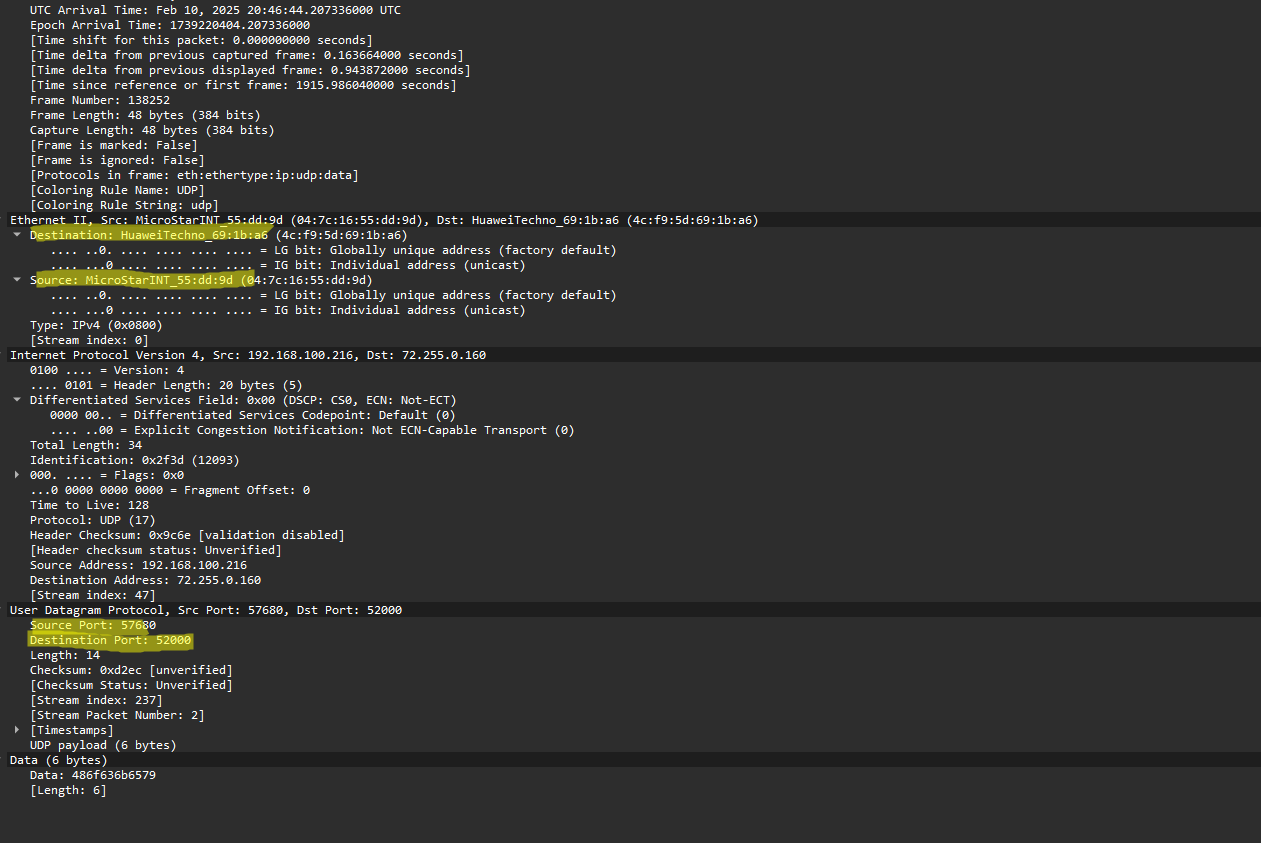 UTC Arrival Time: Feb 10, 2025 20:46:44.207336000 UTC
Epoch Arrival Time: 1739220404.207336000
[Time shift for this packet: 0.000000000 seconds]
[Time delta from previous captured frame: 0.163664000 seconds]
[Time delta from previous displayed frame: 0.943872000 seconds]
[Time since reference or first frame: 1915.986040000 seconds]
Frame Number: 138252
Frame Length: 48 bytes (384 bits)
Capture Length: 48 bytes (384 bits)
[Frame is marked: False]
[Frame is ignored: False]
[Protocols in frame: eth:ethertype:ip:udp:data]
[Coloring Rule Name: UDP]
[Coloring Rule String: udp]
Ethernet II, Src: MicroStarINT_55:dd:9d (04:7c:16:55:dd:9d), Dst: HuaweiTechno_69:1b:a6 (4c:f9:5d:69:1b:a6)
Destination: HuaweiTechno_69:1b:a6 (4c:f9:5d:69:1b:a6)
.... ..0. .... .... .... .... = LG bit: Globally unique address (factory default)
.... ...0 .... .... .... .... = IG bit: Individual address (unicast)
Source: MicroStarINT_55:dd:9d (04:7c:16:55:dd:9d)
.... ..0. .... .... .... .... = LG bit: Globally unique address (factory default)
.... ...0 .... .... .... .... = IG bit: Individual address (unicast)
Type: IPv4 (0x0800)
[Stream index: 0]
Internet Protocol Version 4, Src: 192.168.100.216, Dst: 72.255.0.160
0100 .... = Version: 4
.... 0101 = Header Length: 20 bytes (5)
Differentiated Services Field: 0x00 (DSCP: CS0, ECN: Not-ECT)
0000 00.. = Differentiated Services Codepoint: Default (0)
.... ..00 = Explicit Congestion Notification: Not ECN-Capable Transport (0)
Total Length: 34
Identification: 0x2f3d (12093)
000. .... = Flags: 0x0
...0 0000 0000 0000 = Fragment Offset: 0
Time to Live: 128
Protocol: UDP (17)
Header Checksum: 0x9c6e [validation disabled]
[Header checksum status: Unverified]
Source Address: 192.168.100.216
Destination Address: 72.255.0.160
[Stream index: 47]
User Datagram Protocol, Src Port: 57680, Dst Port: 52000
Source Port: 57680
Destination Port: 52000
Length: 14
Checksum: 0xd2ec [unverified]
[Checksum Status: Unverified]
[Stream index: 237]
[Stream Packet Number: 2]
[Timestamps]
UDP payload (6 bytes)
Data (6 bytes)
Data: 486f636b6579
[Length: 6]